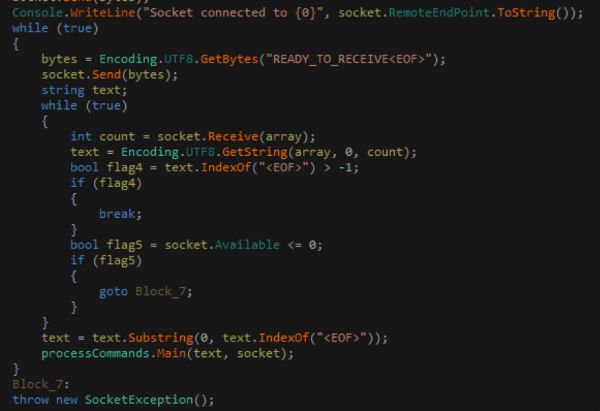 socket.Send(bytes);
Console.WriteLine("Socket connected to {0}", socket.RemoteEndPoint.ToString());
while (true)
{
bytes = Encoding.UTF8.GetBytes("READY_TO_RECEIVE<EOF>");
socket.Send(bytes);
string text;
while (true)
{
int count = socket.Receive(array);
text = Encoding.UTF8.GetString(array, 0, count);
bool flag4 = text.IndexOf("<EOF>") > -1;
if (flag4)
{
break;
}
bool flag5 = socket.Available <= 0;
if (flag5)
{
goto Block_7;
}
}
text = text.Substring(0, text.IndexOf("<EOF>"));
processCommands.Main(text, socket);
}
Block_7:
throw new SocketException();